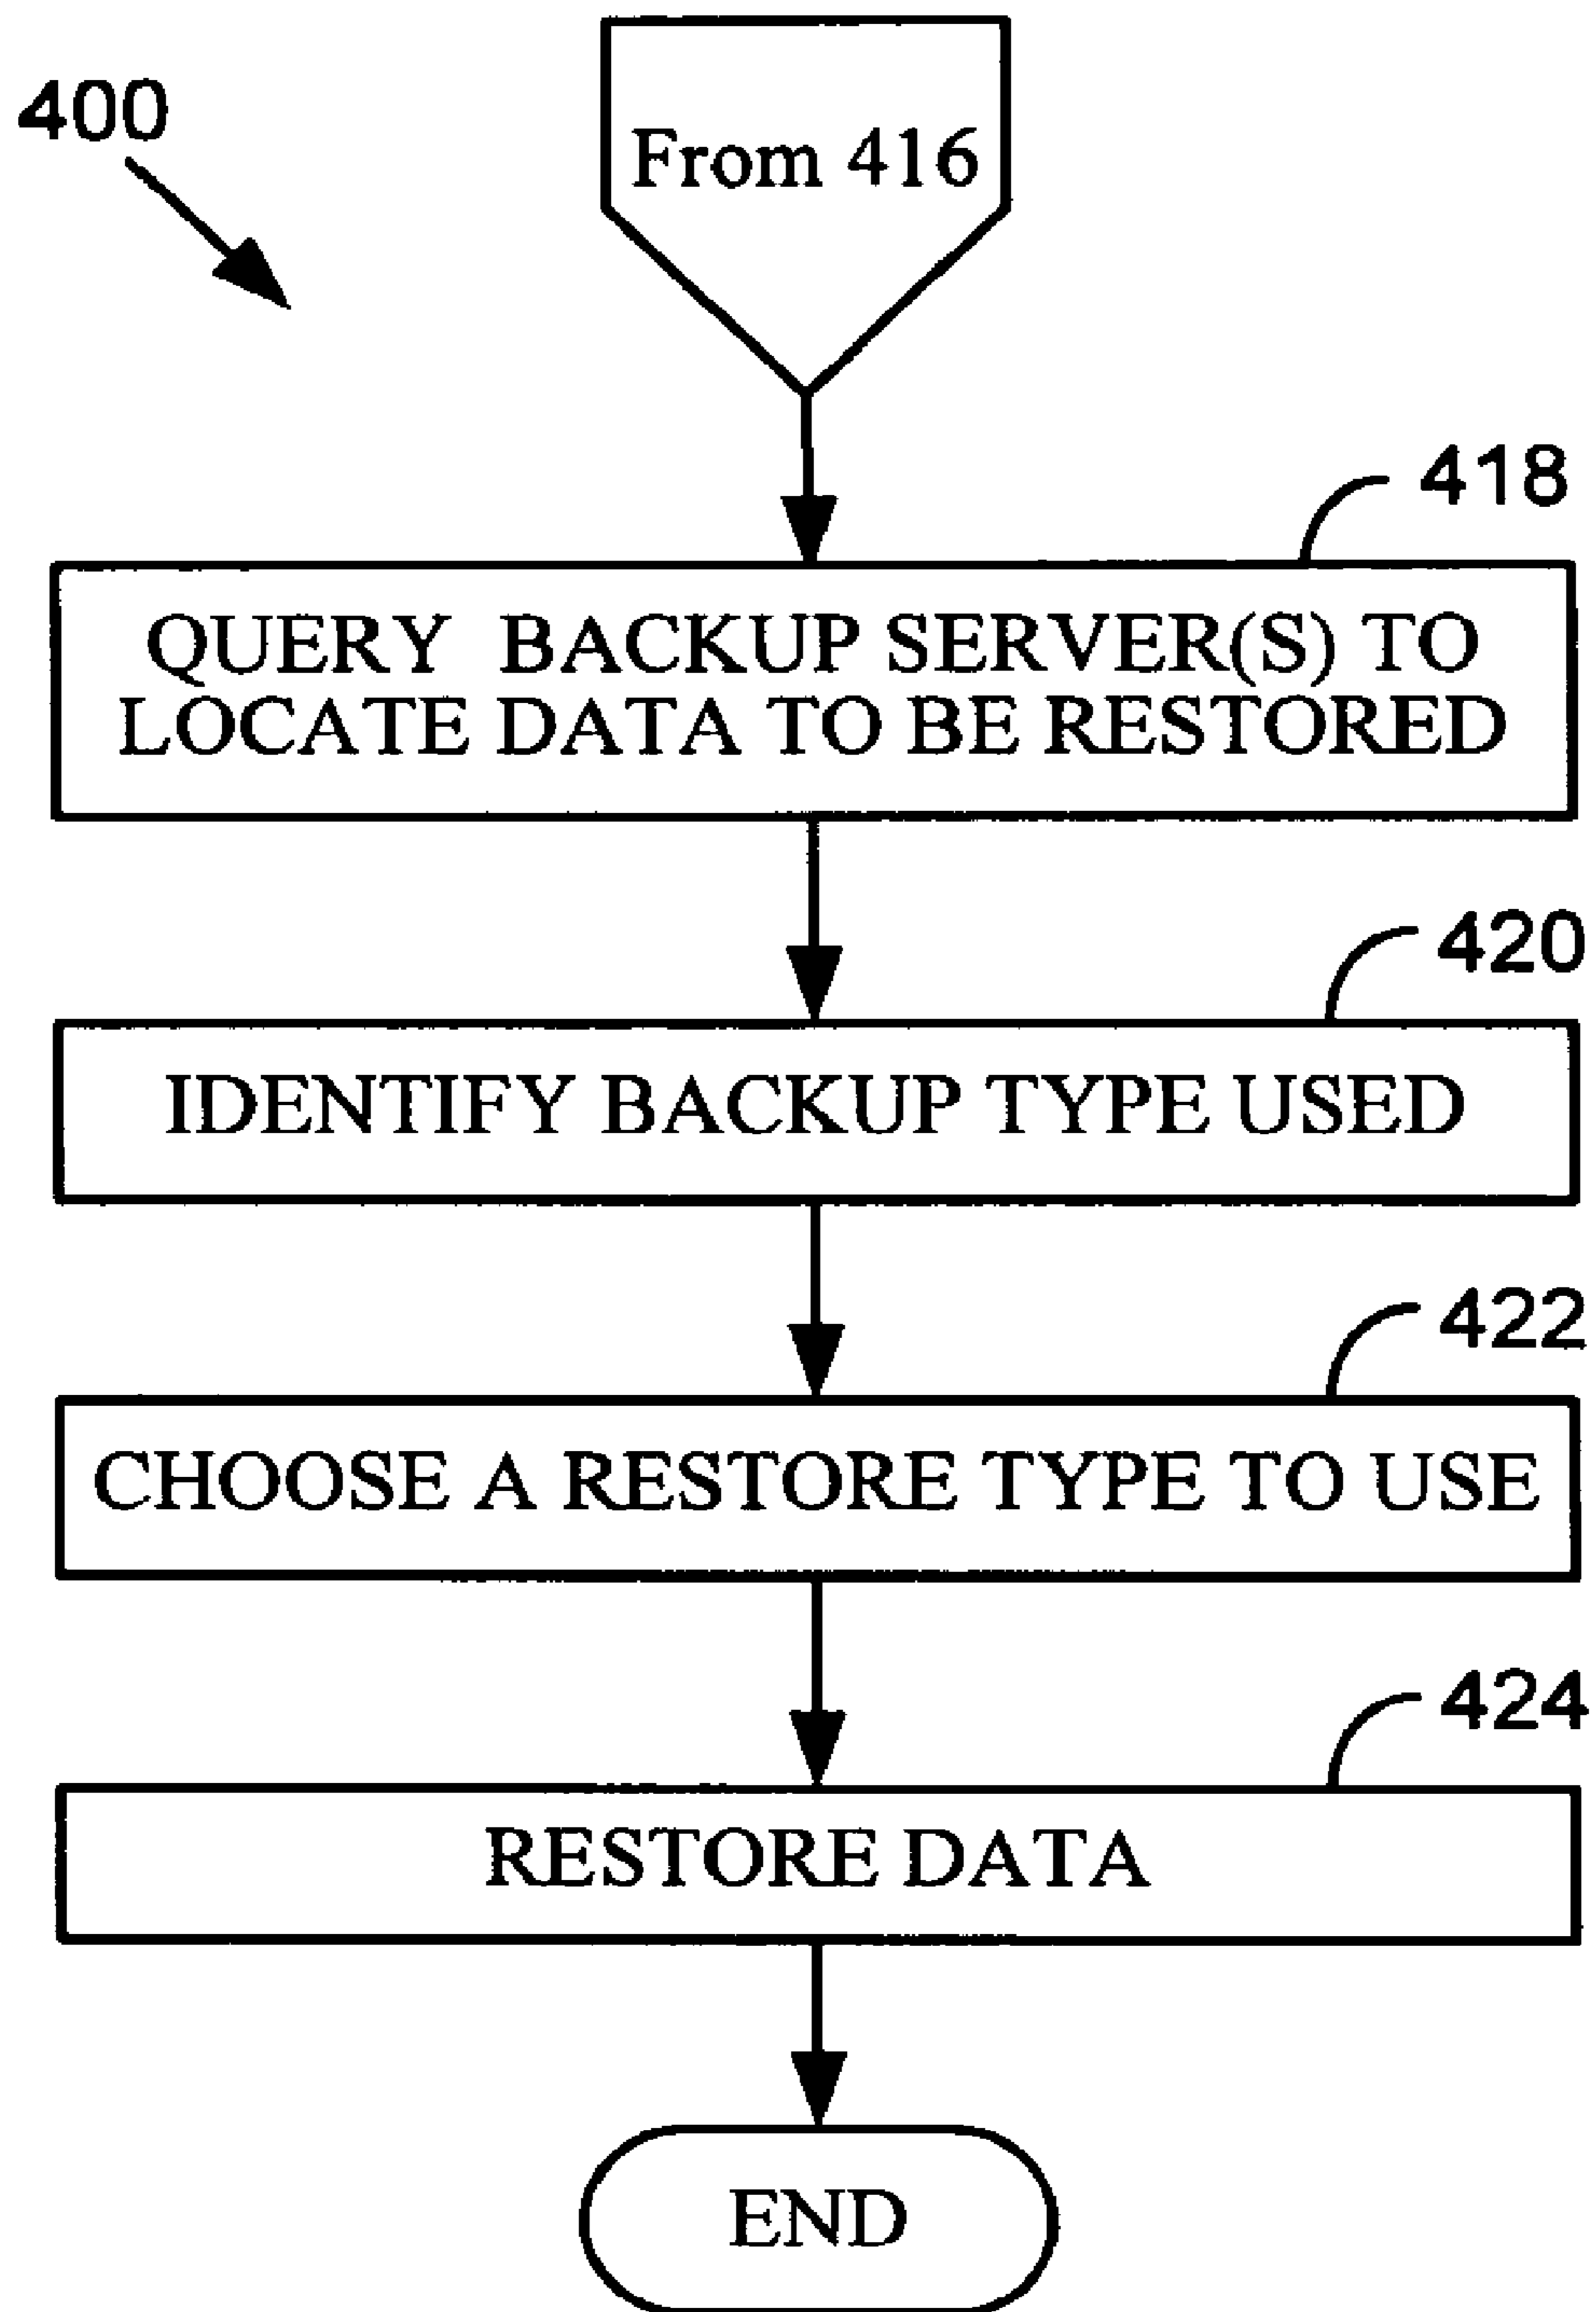 400
From 416
418
QUERY BACKUP SERVER(S) TO
LOCATE DATA TO BE RESTORED
420
IDENTIFY BACKUP TYPE USED
422
CHOOSE A RESTORE TYPE TO USE
424
RESTORE DATA
END